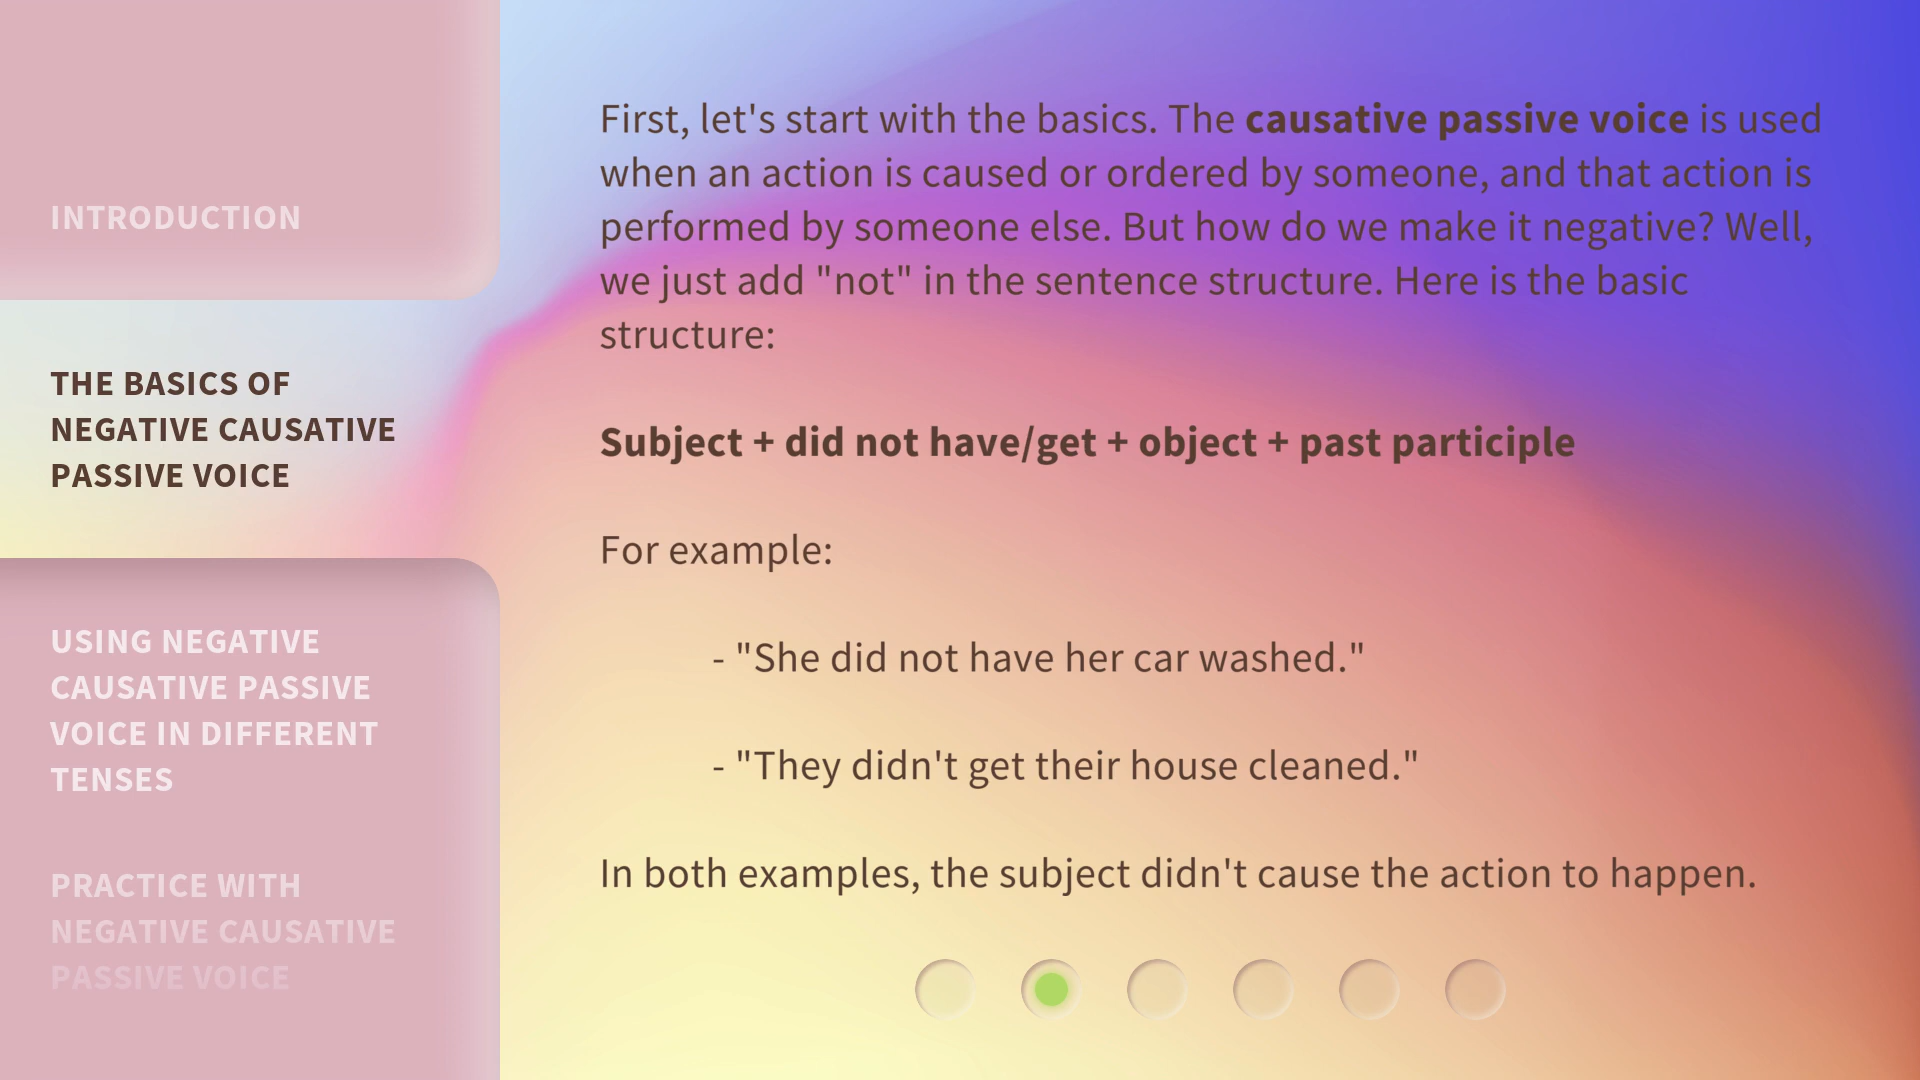 INTRODUCTION
THE BASICS OF
NEGATIVE CAUSATIVE
PASSIVE VOICE
USING NEGATIVE
CAUSATIVE PASSIVE
VOICE IN DIFFERENT
TENSES
PRACTICE WITH
NEGATIVE CAUSATIVE
PASSIVE VOICE
First, let's start with the basics. The causative passive voice is used
when an action is caused or ordered by someone, and that action is
performed by someone else. But how do we make it negative? Well,
we just add "not" in the sentence structure. Here is the basic
structure:
Subject + did not have/get + object + past participle
For example:
- "She did not have her car washed."
- "They didn't get their house cleaned."
In both examples, the subject didn't cause the action to happen.